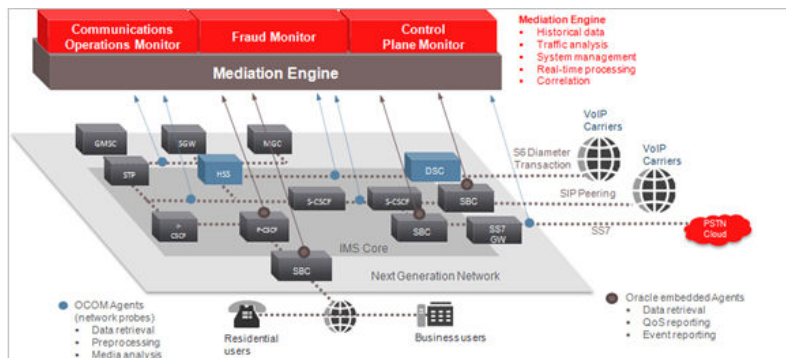 Communications
Operations Monitor
Fraud Monitor
Control
Plane Monitor
Mediation Engine
Mediation Engine
• Historical data
• Traffic analysis
• System management
• Real-time processing
• Correlation
GMSC
SGW
MGC
STP
HSS
DSC
S6 Diameter
Transaction
VoIP
Carriers
VoIP
Carriers
S-CSCF
S-CSCF
SBC
SIP Peering
CSCF
P-CSCF
SBC
SS7
GW
SS7
PSTN
Cloud
IMS Core
SBC
Next Generation Network
OCOM Agents
(network probes)
• Data retrieval
• Preprocessing
• Media analysis
Residential
users
Business users
Oracle embedded Agents
• Data retrieval
• QoS reporting
• Event reporting